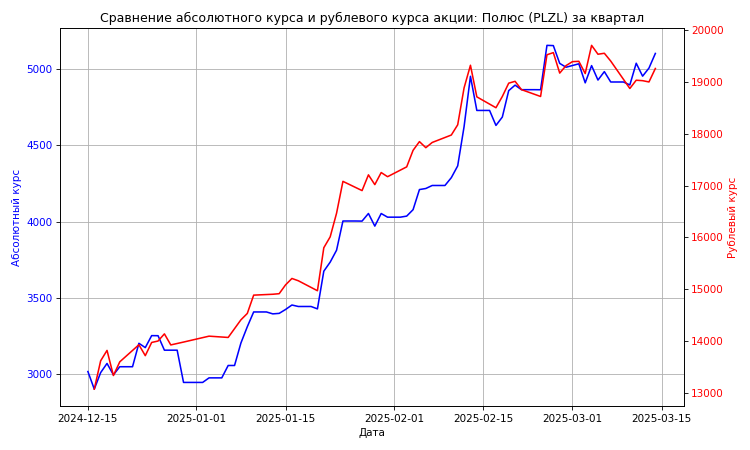 Сравнение абсолютного курса и рублевого курса акции: Полюс (PLZL) за квартал
20000
5000
19000
18000
4500
17000
4000
16000
3500
15000
14000
3000
13000
Абсолютный курс
Рублевый курс
2024-12-15 2025-01-01 2025-01-15 2025-02-01 2025-02-15 2025-03-01 2025-03-15
Дата